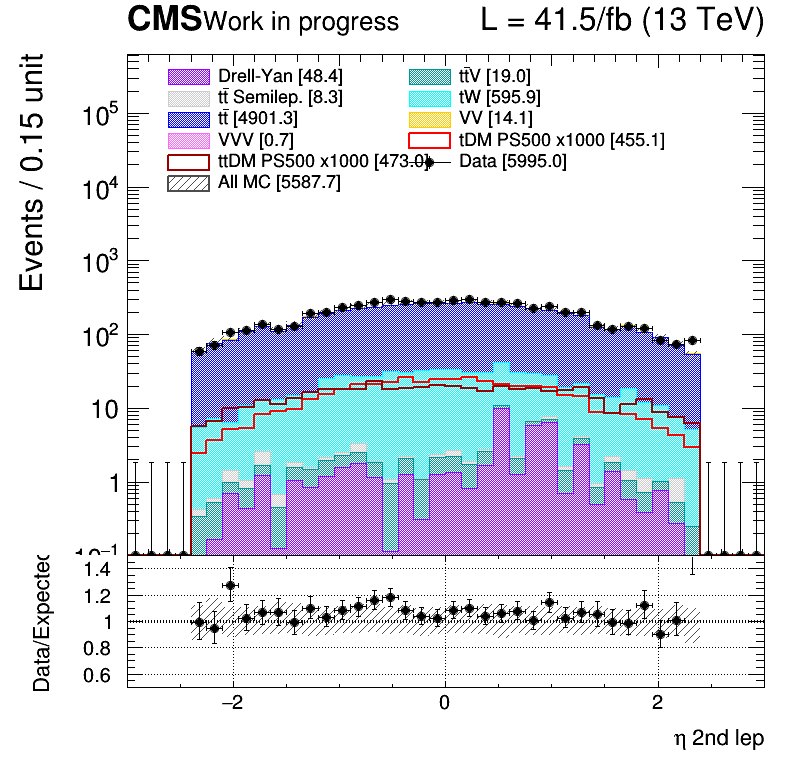 CMS Work in progress L = 41.5/fb (13 TeV)
Events / 0.15 unit
Drell-Yan [48.4] tt̄V [19.0]
tt̄ Semilep. [8.3] tW [595.9]
tt̄ [4901.3] VV [14.1]
VVV [0.7] tDM PS500 x1000 [455.1]
ttDM PS500 x1000 [473.0] Data [5995.0]
All MC [5587.7]
10⁵
10⁴
10³
10²
10
1
10⁻¹
Data/Expected
1.4
1.2
1
0.8
0.6
−2 0 2
η 2nd lep